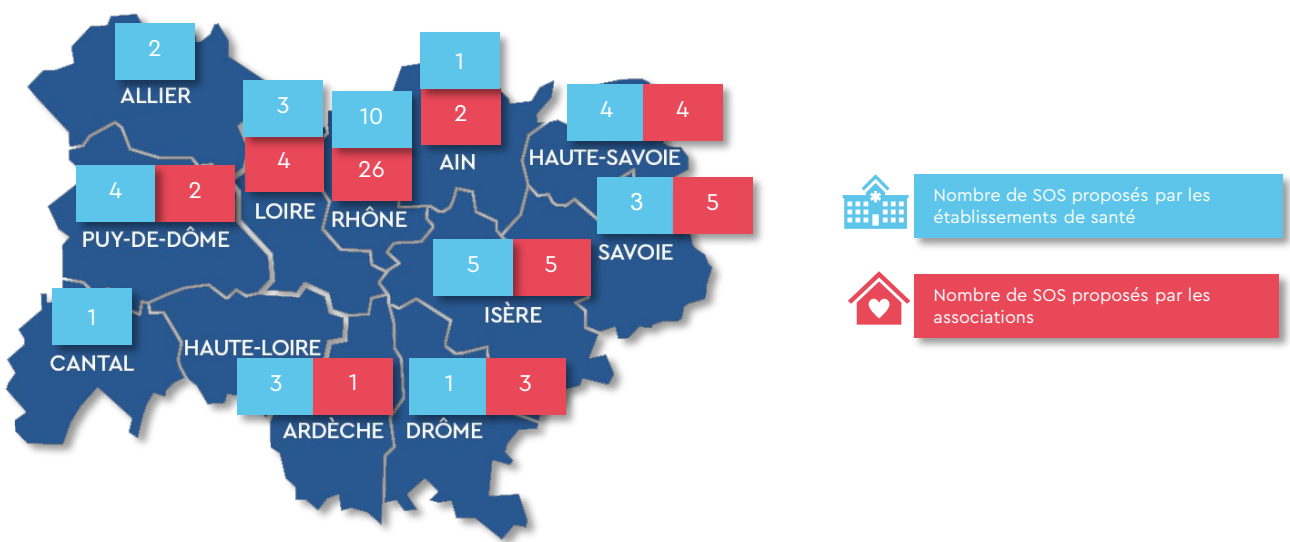 2
ALLIER
3
4
LOIRE
10
26
RHÔNE
1
2
AIN
4 4
HAUTE-SAVOIE
4 2
PUY-DE-DÔME
3 5
SAVOIE
5 5
ISÈRE
1
CANTAL
HAUTE-LOIRE
3 1
ARDÈCHE
1 3
DRÔME
Nombre de SOS proposés par les
établissements de santé
Nombre de SOS proposés par les
associations